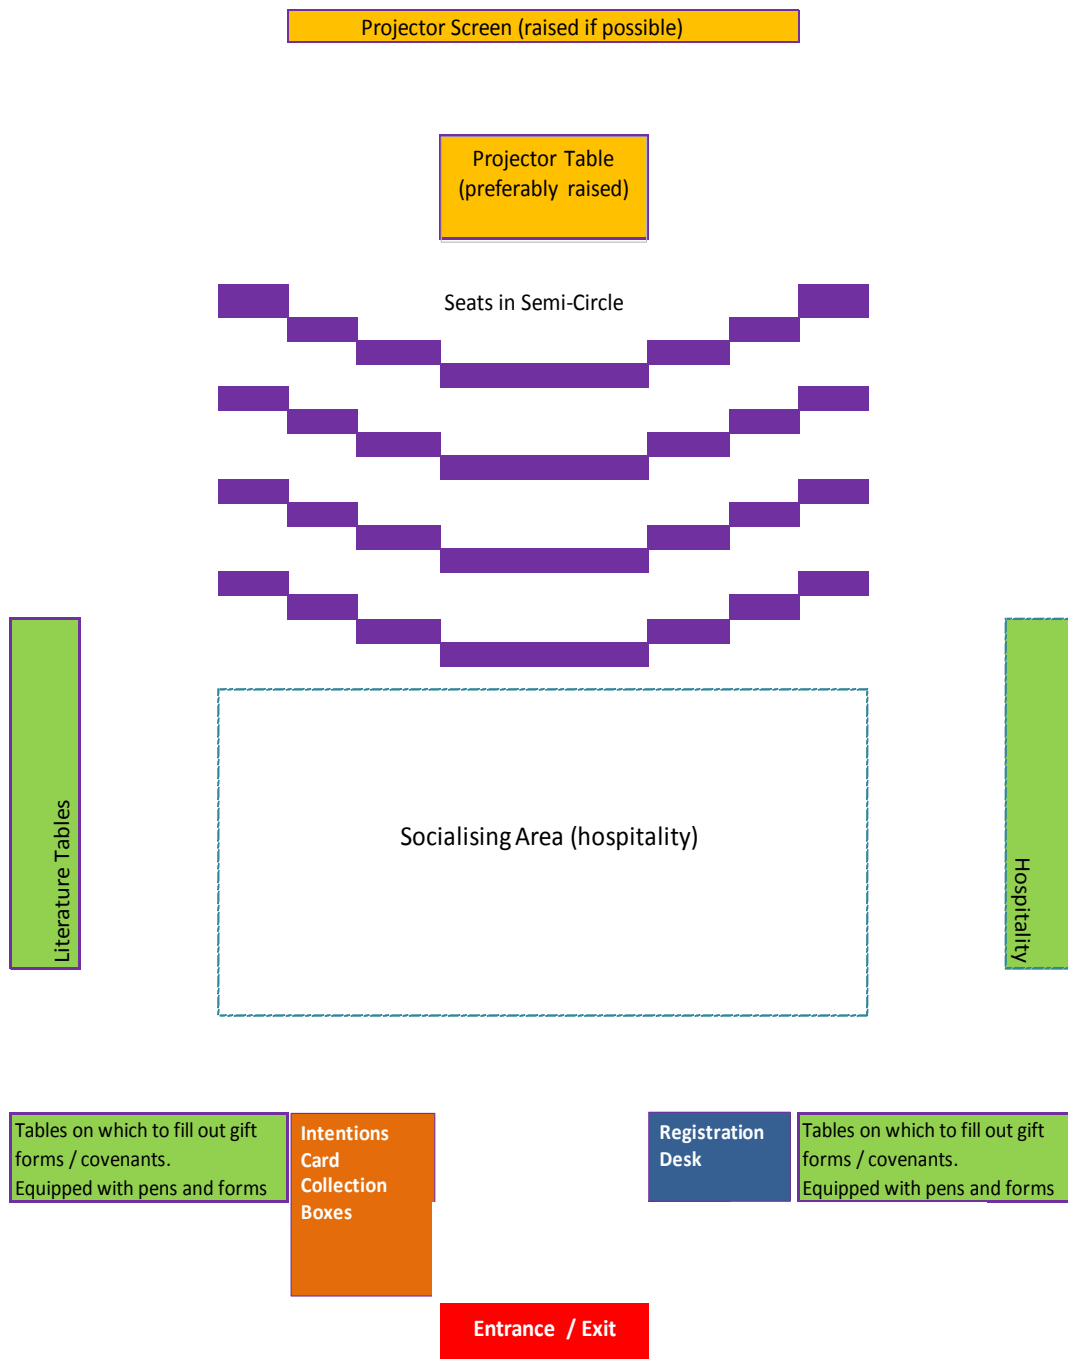 Projector Screen (raised if possible)
Projector Table
(preferably raised)
Seats in Semi-Circle
Literature Tables
Socialising Area (hospitality)
Hospitality
Tables on which to fill out gift
forms / covenants.
Equipped with pens and forms
Intentions
Card
Collection
Boxes
Registration
Desk
Tables on which to fill out gift
forms / covenants.
Equipped with pens and forms
Entrance / Exit